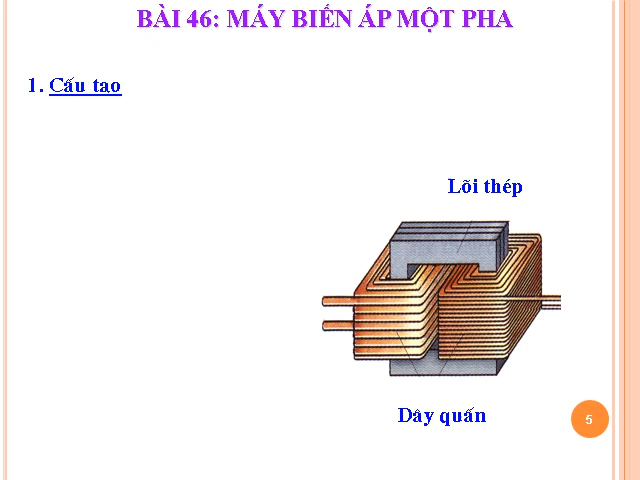 BÀI 46: MÁY BIẾN ÁP MỘT PHA
1. Cấu tạo
Lõi thép
Dây quấn
5